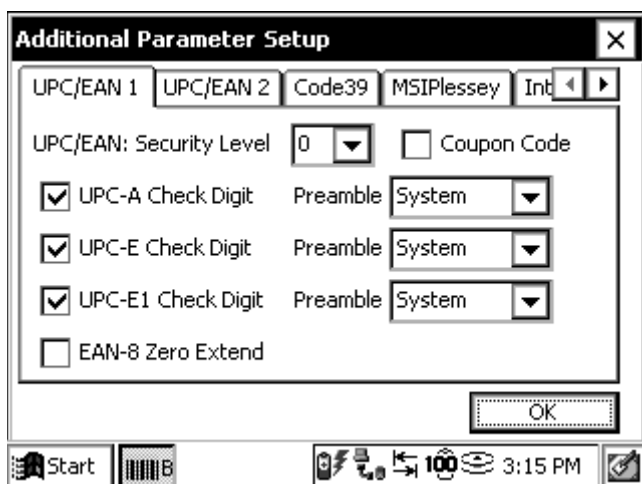 Additional Parameter Setup
UPC/EAN 1 UPC/EAN 2 Code39 MSIPlessey Int
UPC/EAN: Security Level 0 Coupon Code
UPC-A Check Digit Preamble System
UPC-E Check Digit Preamble System
UPC-E1 Check Digit Preamble System
EAN-8 Zero Extend
OK
Start B 100 3:15 PM